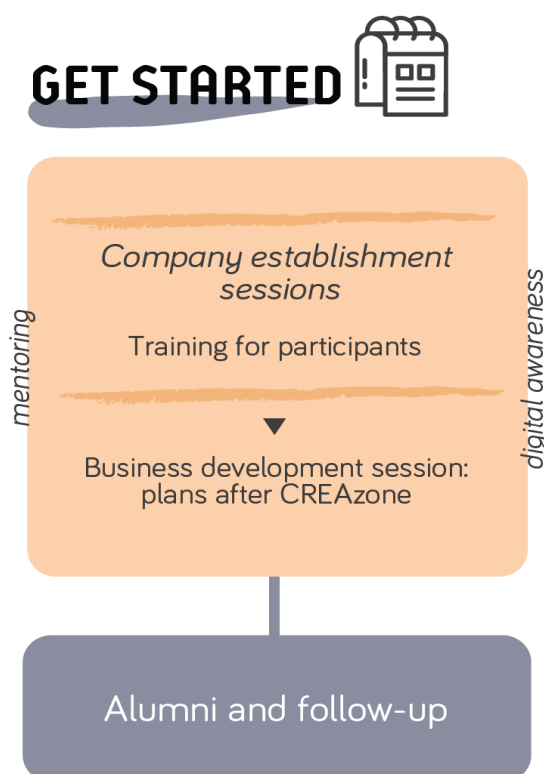 GET STARTED
Company establishment
sessions
Training for participants
mentoring
digital awareness
Business development session:
plans after CREAzone
Alumni and follow-up